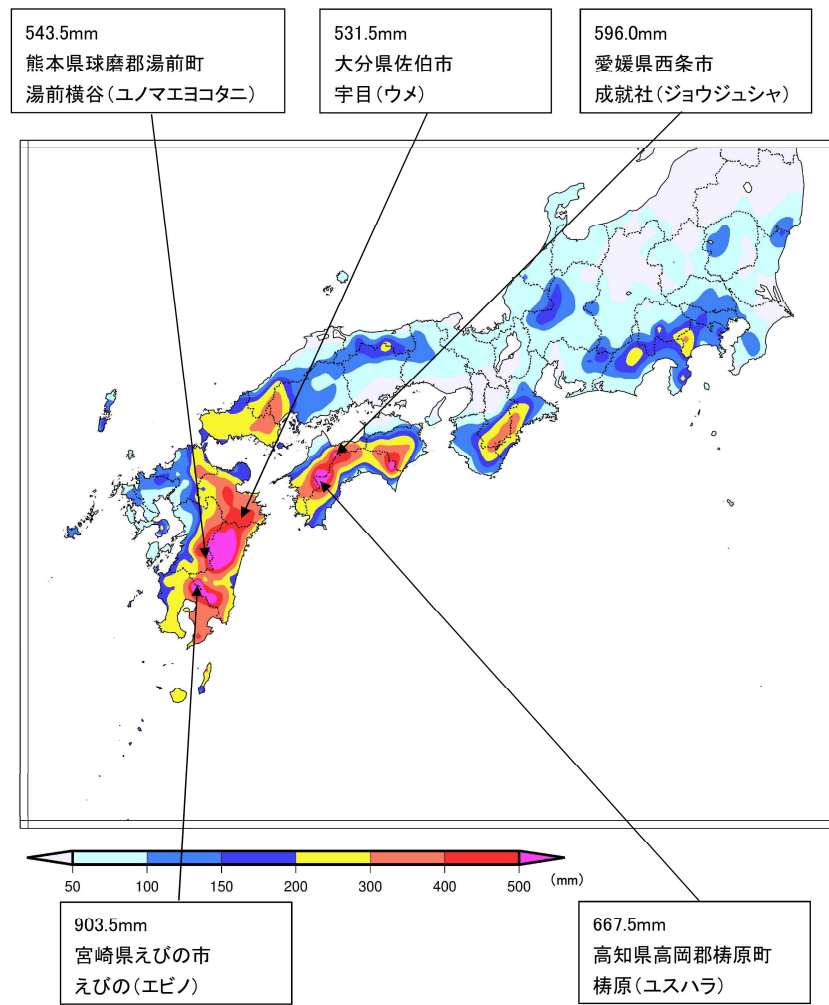 543.5mm
熊本県球磨郡湯前町
湯前横谷(ユノマエヨコタニ)
531.5mm
大分県佐伯市
宇目(ウメ)
596.0mm
愛媛県西条市
成就社(ジョウジュシャ)
50 100 150 200 300 400 500 (mm)
903.5mm
宮崎県えびの市
えびの(エビノ)
667.5mm
高知県高岡郡梼原町
梼原(ユスハラ)